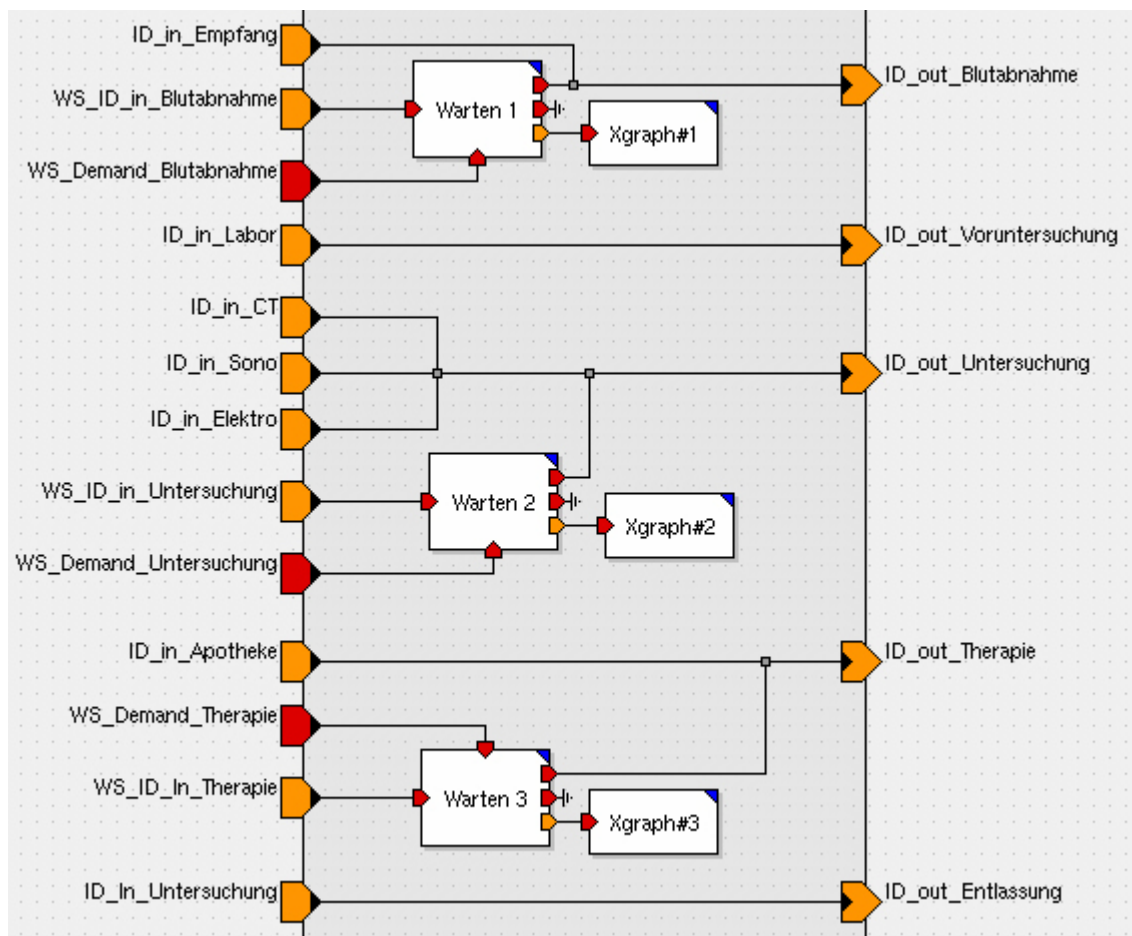 ID_in_Empfang
ID_out_Blutabnahme
WS_ID_in_Blutabnahme
Warten 1
Xgraph#1
WS_Demand_Blutabnahme
ID_in_Labor
ID_out_Voruntersuchung
ID_in_CT
ID_in_Sono
ID_out_Untersuchung
ID_in_Elektro
WS_ID_in_Untersuchung
Warten 2
Xgraph#2
WS_Demand_Untersuchung
ID_in_Apotheke
ID_out_Therapie
WS_Demand_Therapie
WS_ID_In_Therapie
Warten 3
Xgraph#3
ID_In_Untersuchung
ID_out_Entlassung